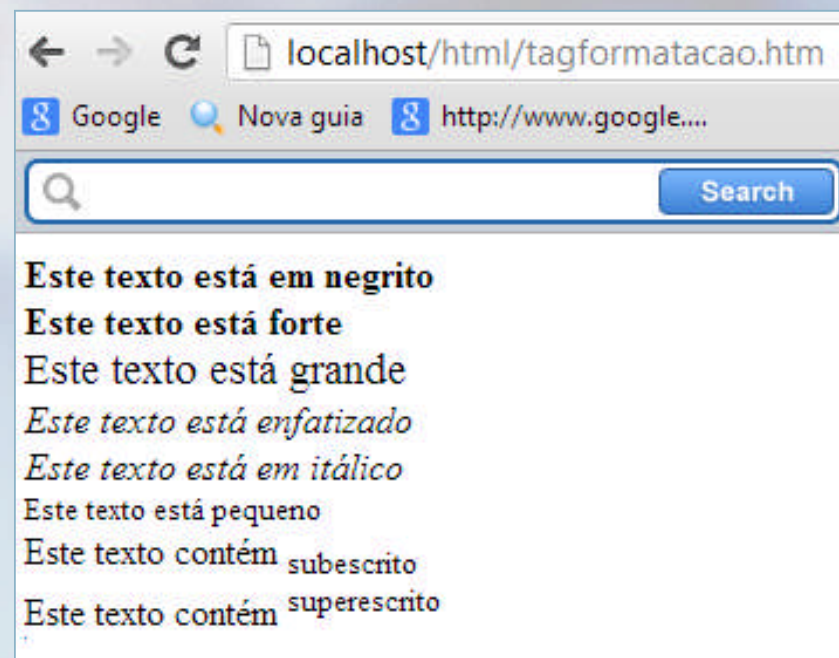 localhost/html/tagformatacao.htm
Google Nova guia http://www.google....
Search
Este texto está em negrito
Este texto está forte
Este texto está grande
Este texto está enfatizado
Este texto está em itálico
Este texto está pequeno
Este texto contém subescrito
Este texto contém superescrito